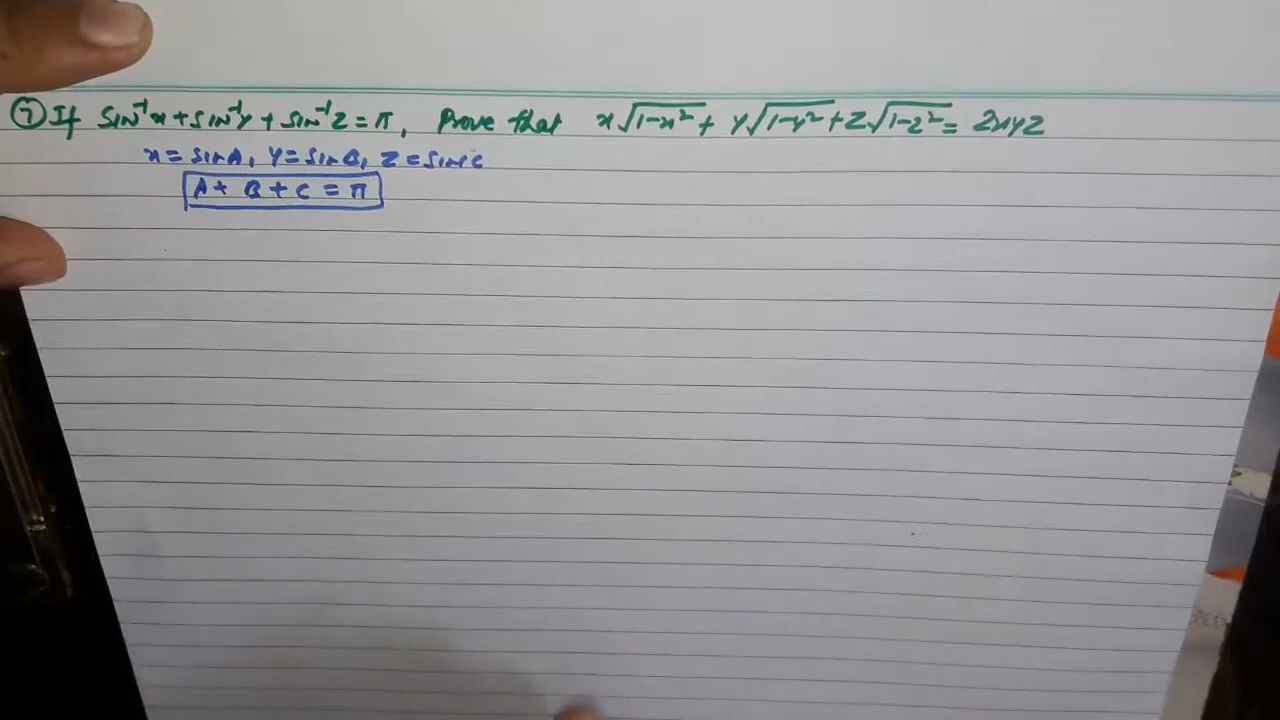 ⑦ If sin⁻¹x + sin⁻¹y + sin⁻¹z = π, Prove that x√1-x² + y√1-y² + z√1-z² = 2xyz
x = sinA, y = sinB, z = sinC
A + B + C = π